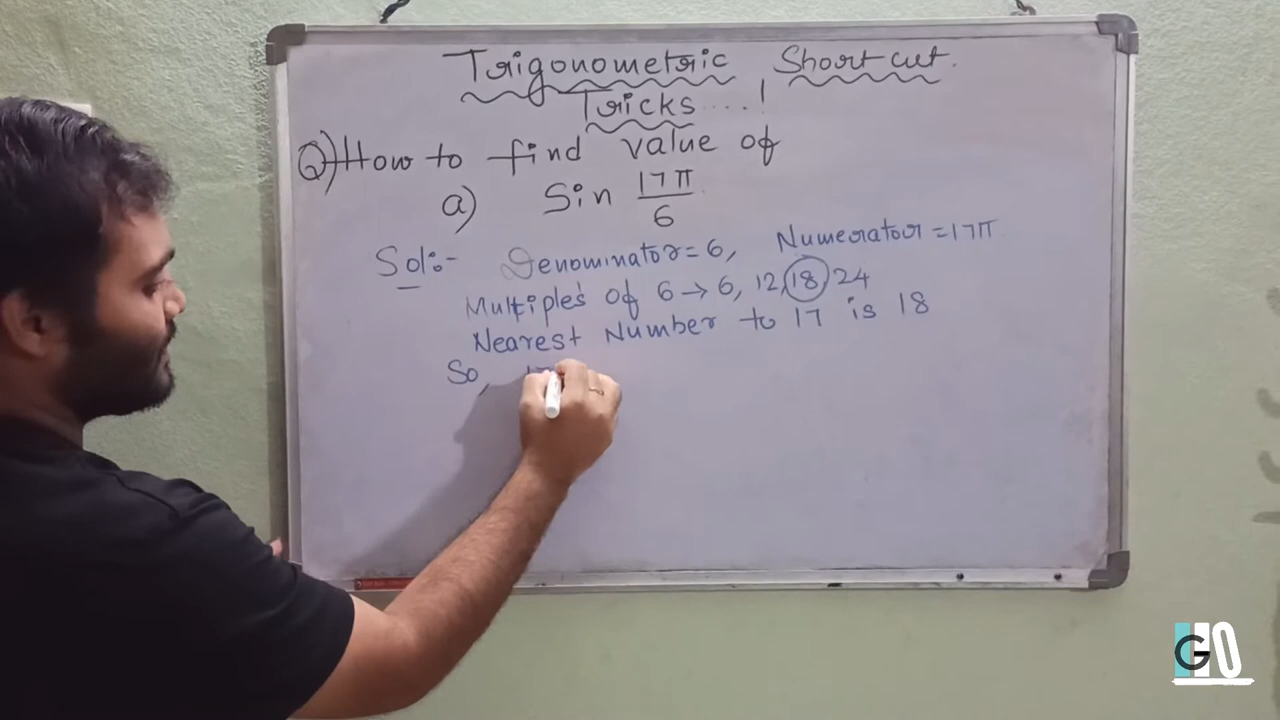 Trigonometric Short cut.
Tricks....!
Q) How to find value of
a) Sin 17π/6
Sol:- Denominator = 6, Numerator = 17π
Multiples of 6 → 6, 12, 18, 24
Nearest Number to 17 is 18
So,
GHO